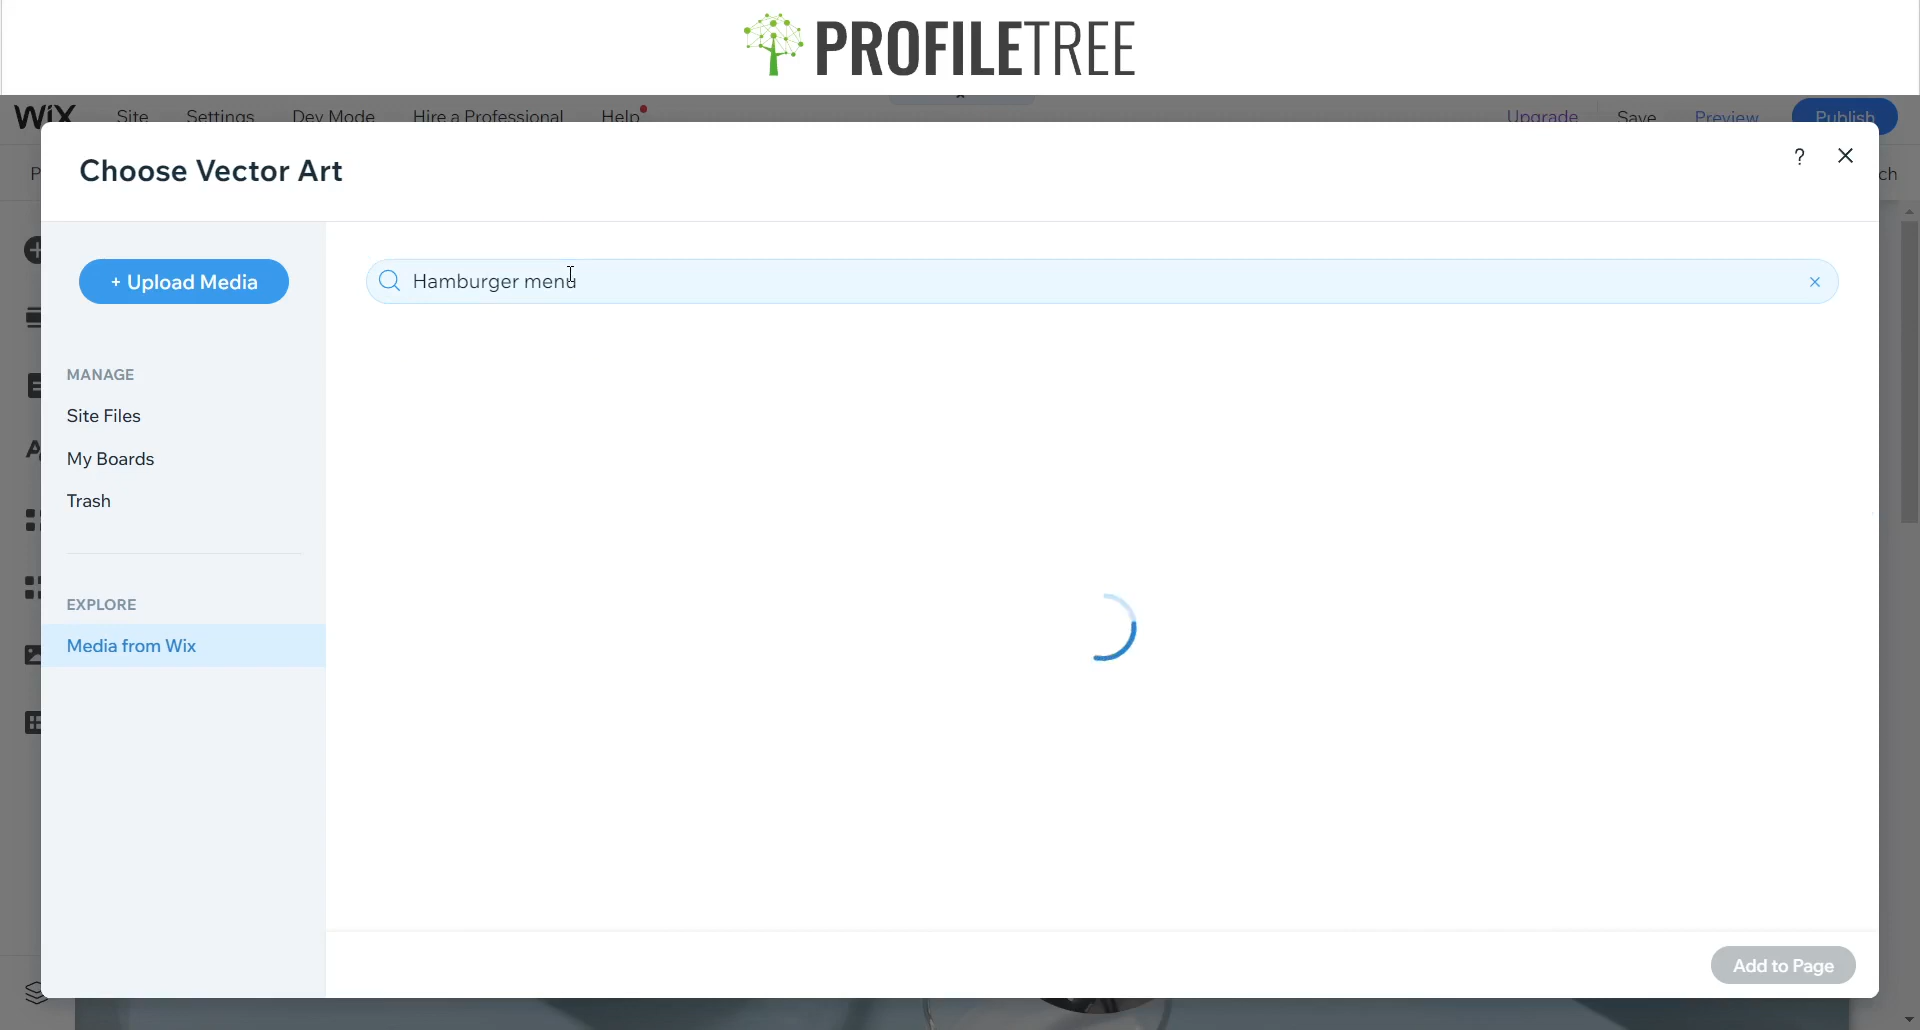 PROFILETREE
WiX Site Settings Dev Mode Hire a Professional Help Upgrade Save Preview Publish
Choose Vector Art ? ×
P ch
+ Upload Media
Hamburger menu ×
MANAGE
Site Files
My Boards
Trash
EXPLORE
Media from Wix
Add to Page